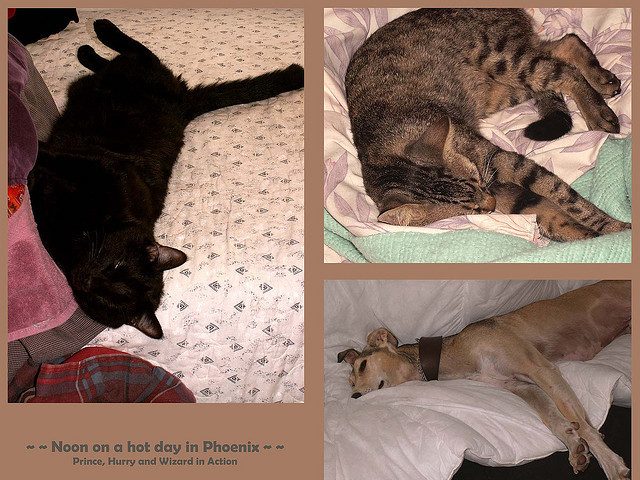 ~ ~ Noon on a hot day in Phoenix ~ ~
Prince, Hurry and Wizard in Action